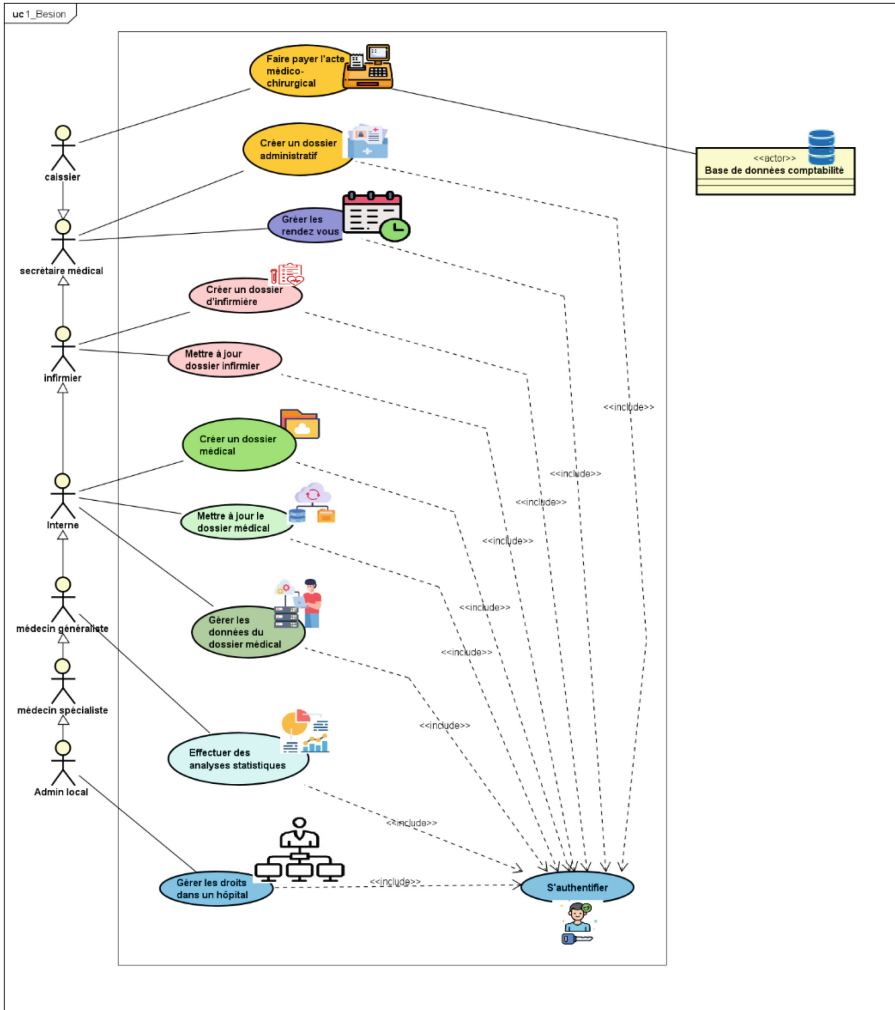 uc 1_Besion
Faire payer l'acte
médico-
chirurgical
caissier
Créer un dossier
administratif
<<actor>>
Base de données comptabilité
Gréer les
rendez vous
secrétaire médical
Créer un dossier
d'infirmière
infirmier
Mettre à jour
dossier infirmier
<<include>>
Créer un dossier
médical
<<include>>
<<include>>
Interne
Mettre à jour le
dossier médical
<<include>>
<<include>>
médecin généraliste
Gérer les
données du
dossier médical
<<include>>
médecin spécialiste
<<include>>
Effectuer des
analyses statistiques
Admin local
<<include>>
Gérer les droits
dans un hôpital
<<include>>
S'authentifier